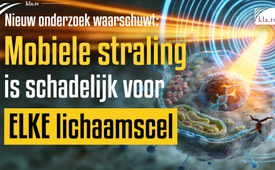 kla.tv
kla.tv
Nieuw onderzoek waarschuwt:
Mobiele straling
is schadelijk voor
ELKE lichaamscel